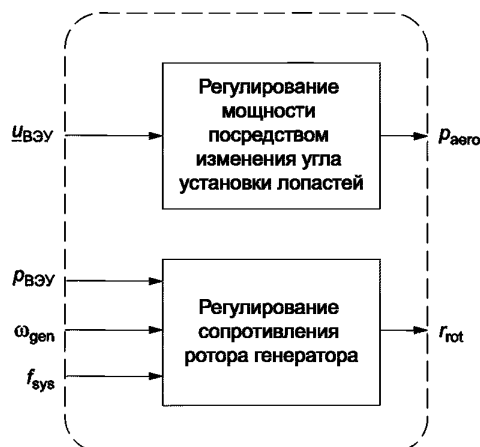 Регулирование
мощности
посредством
изменения угла
установки лопастей
u_ВЭУ
p_aero
p_ВЭУ
ω_gen
f_sys
Регулирование
сопротивления
ротора генератора
r_rot